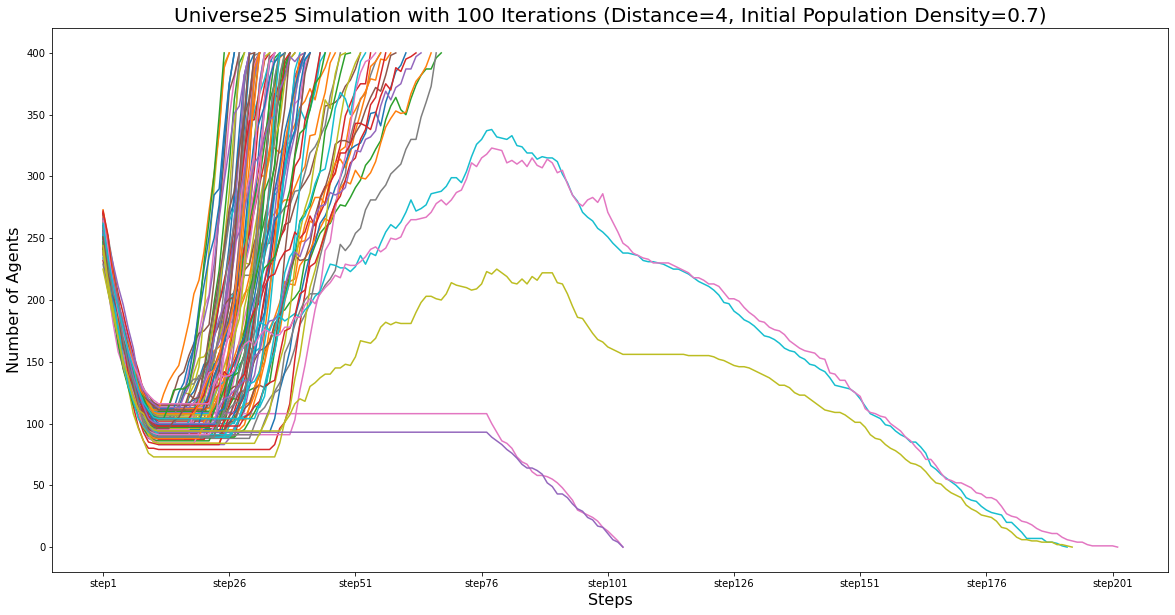 Universe25 Simulation with 100 Iterations (Distance=4, Initial Population Density=0.7)
Number of Agents
400
350
300
250
200
150
100
50
0
step1 step26 step51 step76 step101 step126 step151 step176 step201
Steps